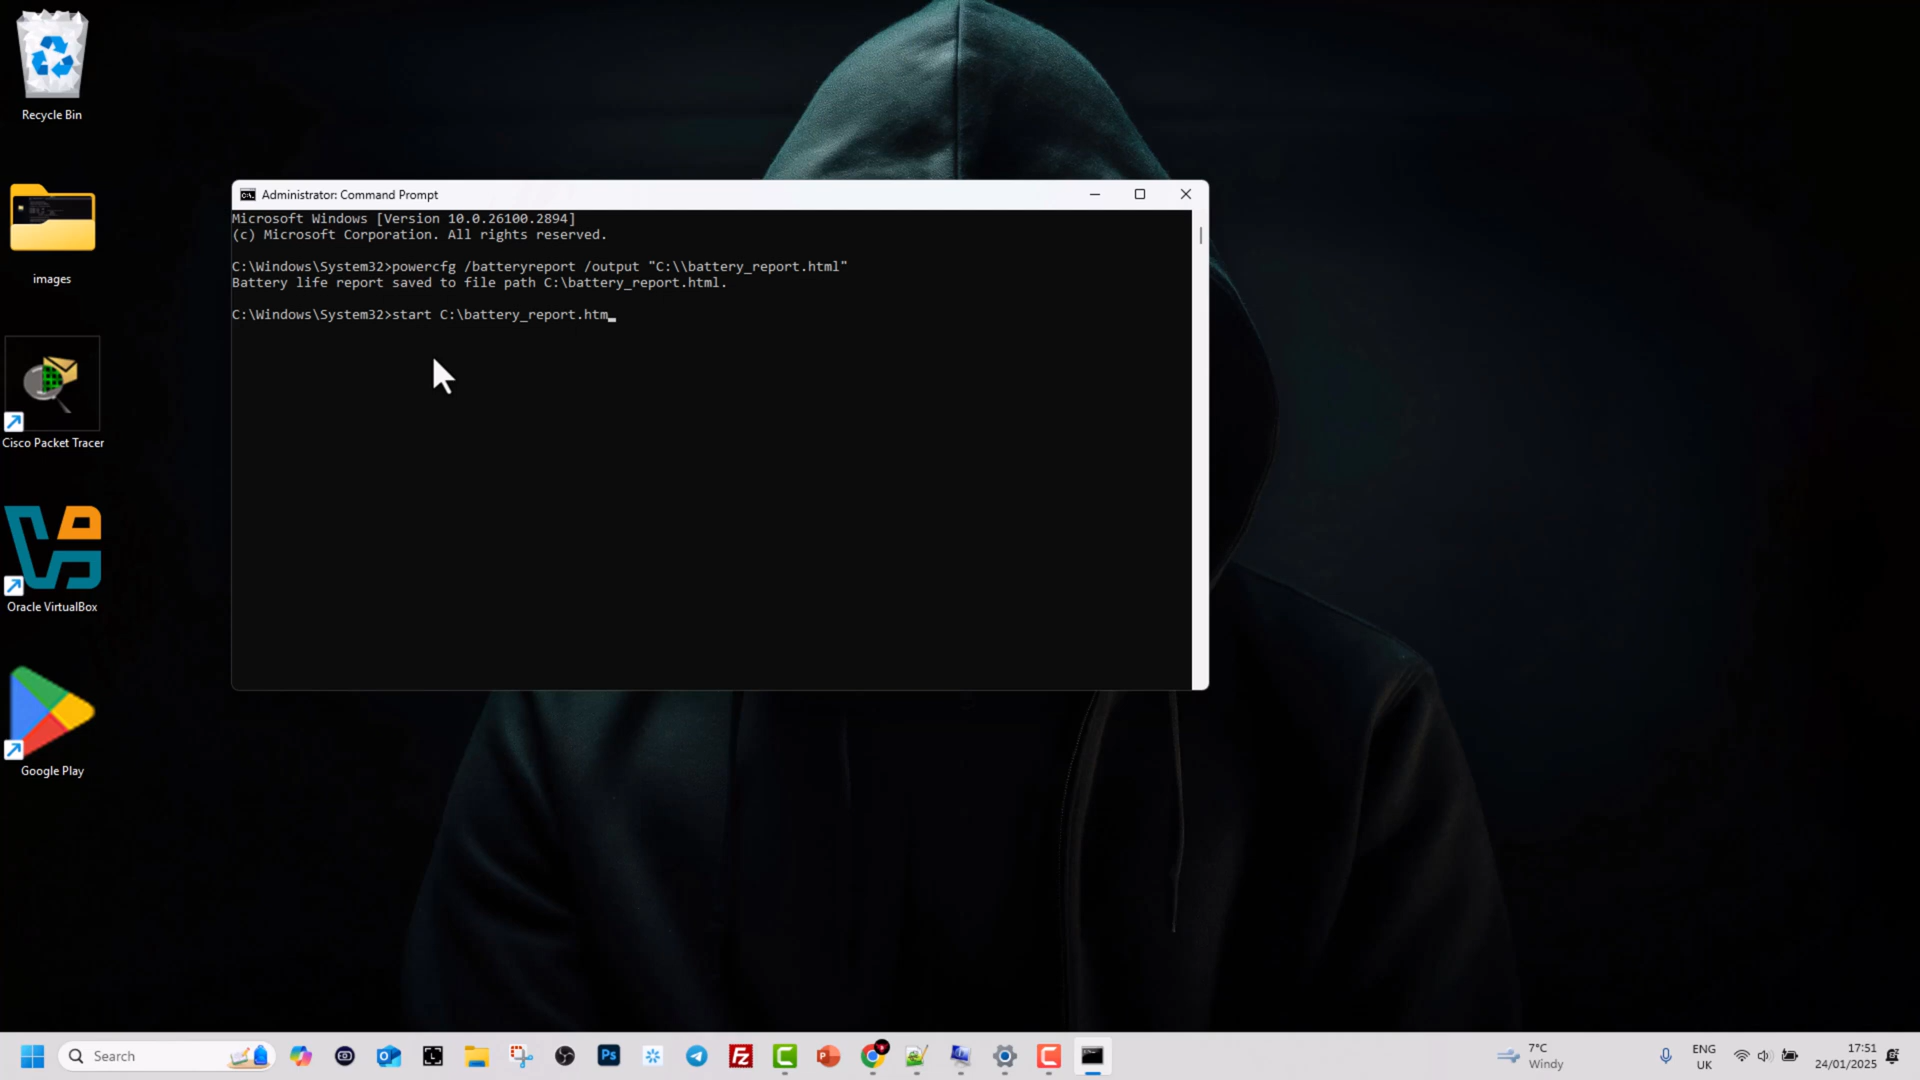 Recycle Bin
images
Cisco Packet Tracer
Oracle VirtualBox
Google Play
Administrator: Command Prompt
Microsoft Windows [Version 10.0.26100.2894]
(c) Microsoft Corporation. All rights reserved.
C:\Windows\System32>powercfg /batteryreport /output "C:\\battery_report.html"
Battery life report saved to file path C:\battery_report.html.
C:\Windows\System32>start C:\battery_report.htm_
Search
7°C
Windy
ENG
UK
17:51
24/01/2025